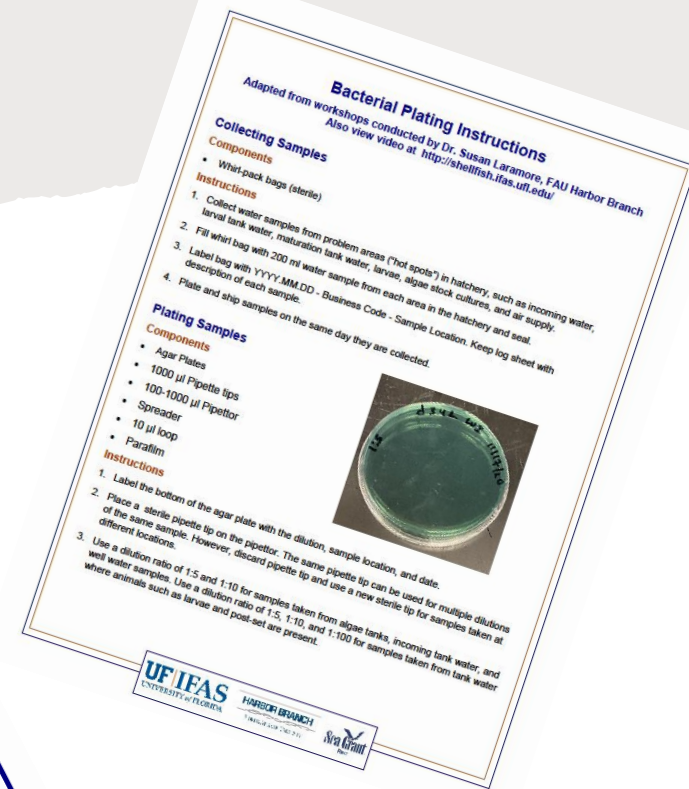 Bacterial Plating Instructions
Adapted from workshops conducted by Dr. Susan Laramore, FAU Harbor Branch
Also view video at http://shellfish.ifas.ufl.edu/
Collecting Samples
Components
• Whirl-pack bags (sterile)
Instructions
1. Collect water samples from problem areas ("hot spots") in hatchery, such as incoming water,
larval tank water, maturation tank water, larvae, algae stock cultures, and air supply.
2. Fill whirl bag with 200 ml water sample from each area in the hatchery and seal.
3. Label bag with YYYY.MM.DD - Business Code - Sample Location. Keep log sheet with
description of each sample.
4. Plate and ship samples on the same day they are collected.
Plating Samples
Components
• Agar Plates
• 1000 µl Pipette tips
• 100-1000 µl Pipettor
• Spreader
• 10 µl loop
• Parafilm
1:5
11/17/20
Instructions
1. Label the bottom of the agar plate with the dilution, sample location, and date.
2. Place a sterile pipette tip on the pipettor. The same pipette tip can be used for multiple dilutions
of the same sample. However, discard pipette tip and use a new sterile tip for samples taken at
different locations.
3. Use a dilution ratio of 1:5 and 1:10 for samples taken from algae tanks, incoming tank water, and
well water samples. Use a dilution ratio of 1:5, 1:10, and 1:100 for samples taken from tank water
where animals such as larvae and post-set are present.
UF IFAS
UNIVERSITY of FLORIDA
HARBOR BRANCH
Sea Grant